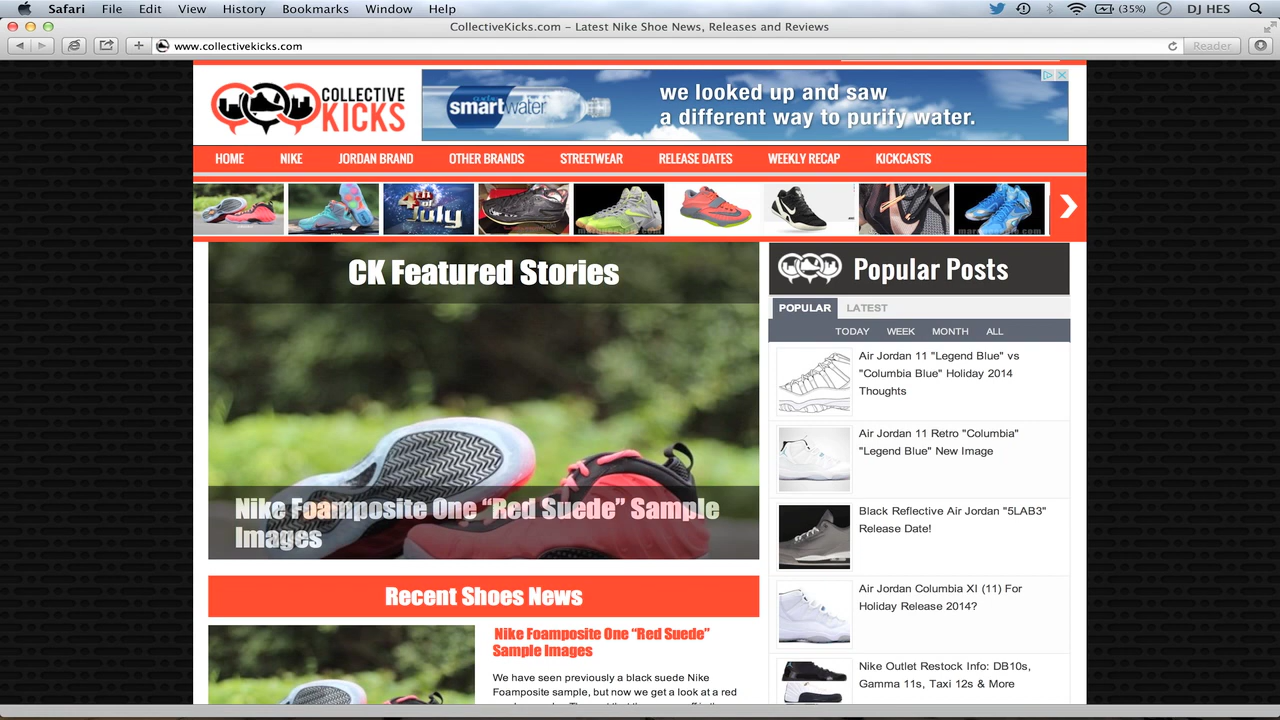 Safari File Edit View History Bookmarks Window Help (35%) DJ HES
CollectiveKicks.com – Latest Nike Shoe News, Releases and Reviews
www.collectivekicks.com
Reader
COLLECTIVE
KICKS
smartwater
we looked up and saw
a different way to purify water.
HOME NIKE JORDAN BRAND OTHER BRANDS STREETWEAR RELEASE DATES WEEKLY RECAP KICKCASTS
4th of
July
CK Featured Stories
Nike Foamposite One “Red Suede” Sample
Images
Recent Shoes News
Nike Foamposite One “Red Suede”
Sample Images
We have seen previously a black suede Nike
Foamposite sample, but now we get a look at a red
Popular Posts
POPULAR LATEST
TODAY WEEK MONTH ALL
Air Jordan 11 "Legend Blue" vs
"Columbia Blue" Holiday 2014
Thoughts
Air Jordan 11 Retro "Columbia"
"Legend Blue" New Image
Black Reflective Air Jordan "5LAB3"
Release Date!
Air Jordan Columbia XI (11) For
Holiday Release 2014?
Nike Outlet Restock Info: DB10s,
Gamma 11s, Taxi 12s & More